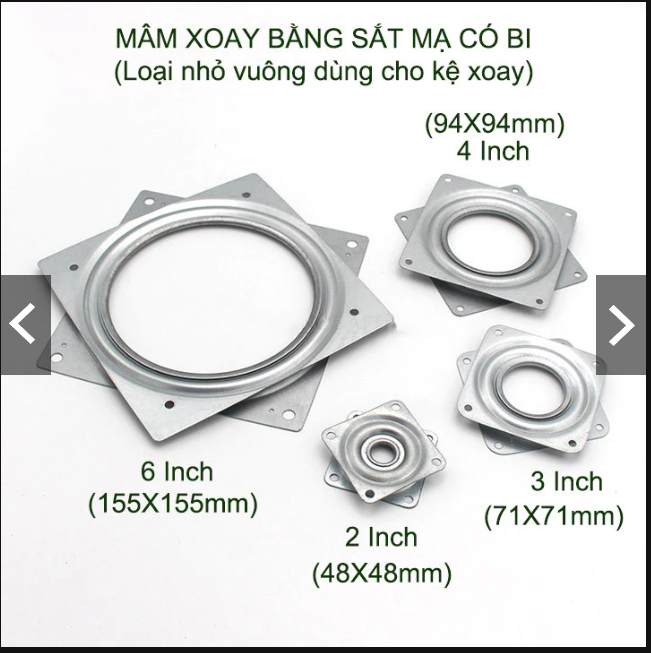 MÂM XOAY BẰNG SẮT MẠ CÓ BI
(Loại nhỏ vuông dùng cho kệ xoay)
(94X94mm)
4 Inch
6 Inch
(155X155mm)
3 Inch
(71X71mm)
2 Inch
(48X48mm)